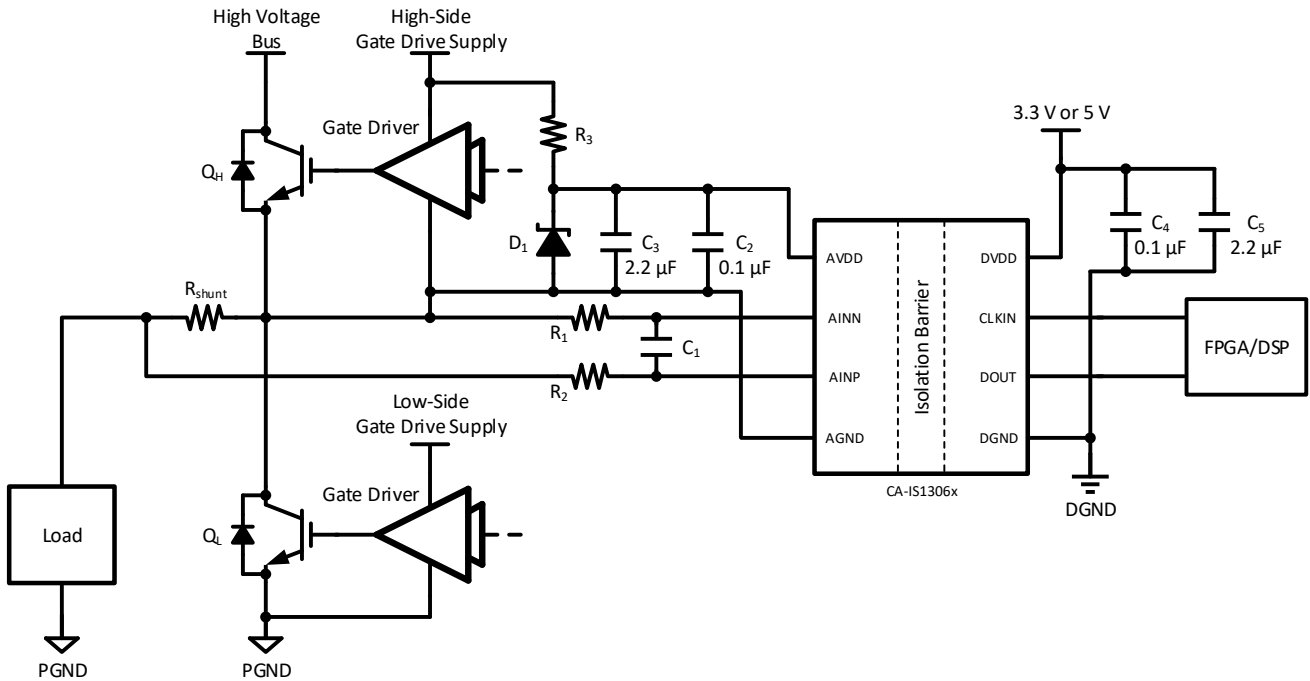 High Voltage
Bus
High-Side
Gate Drive Supply
3.3 V or 5 V
Gate Driver
R3
QH
D1
C3
2.2 µF
C2
0.1 µF
C4
0.1 µF
C5
2.2 µF
AVDD
DVDD
Rshunt
R1
AINN
CLKIN
C1
Isolation Barrier
FPGA/DSP
R2
AINP
DOUT
Low-Side
Gate Drive Supply
AGND
DGND
CA-IS1306x
DGND
Gate Driver
Load
QL
PGND
PGND